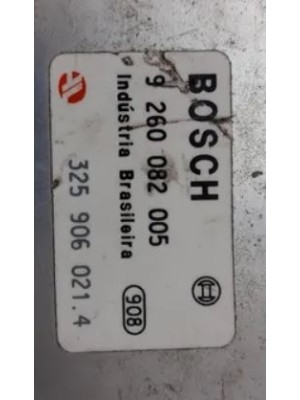 BOSCH
9 260 082 005
Indústria Brasileira
908
325 906 021.4